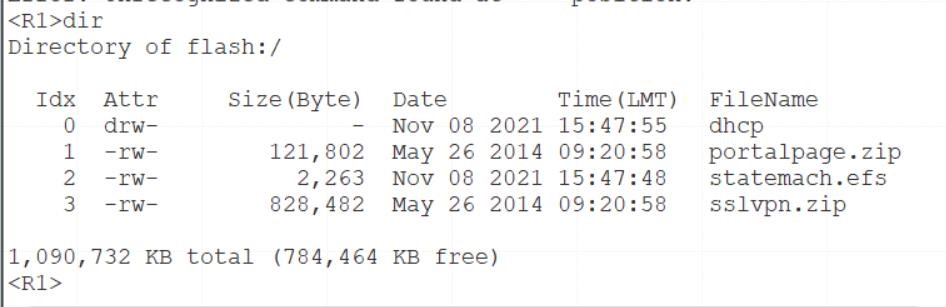 <R1>dir
Directory of flash:/
Idx  Attr     Size(Byte)  Date        Time(LMT)  FileName
0  drw-              -  Nov 08 2021 15:47:55   dhcp
1  -rw-        121,802  May 26 2014 09:20:58   portalpage.zip
2  -rw-          2,263  Nov 08 2021 15:47:48   statemach.efs
3  -rw-        828,482  May 26 2014 09:20:58   sslvpn.zip
1,090,732 KB total (784,464 KB free)
<R1>